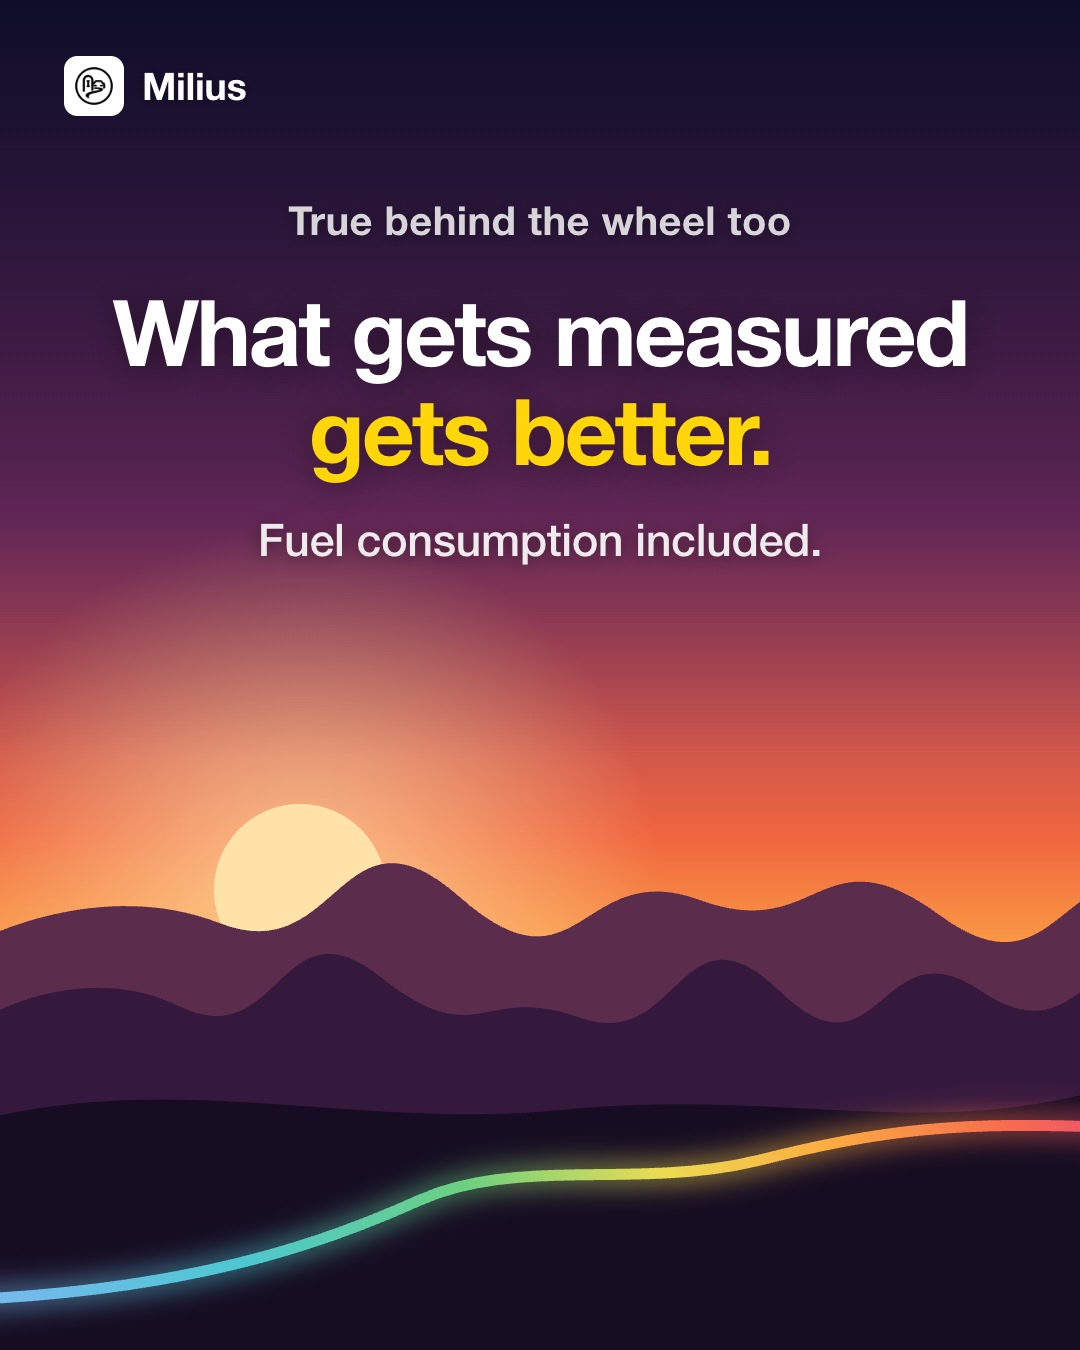 Milius
True behind the wheel too
What gets measured
gets better.
Fuel consumption included.